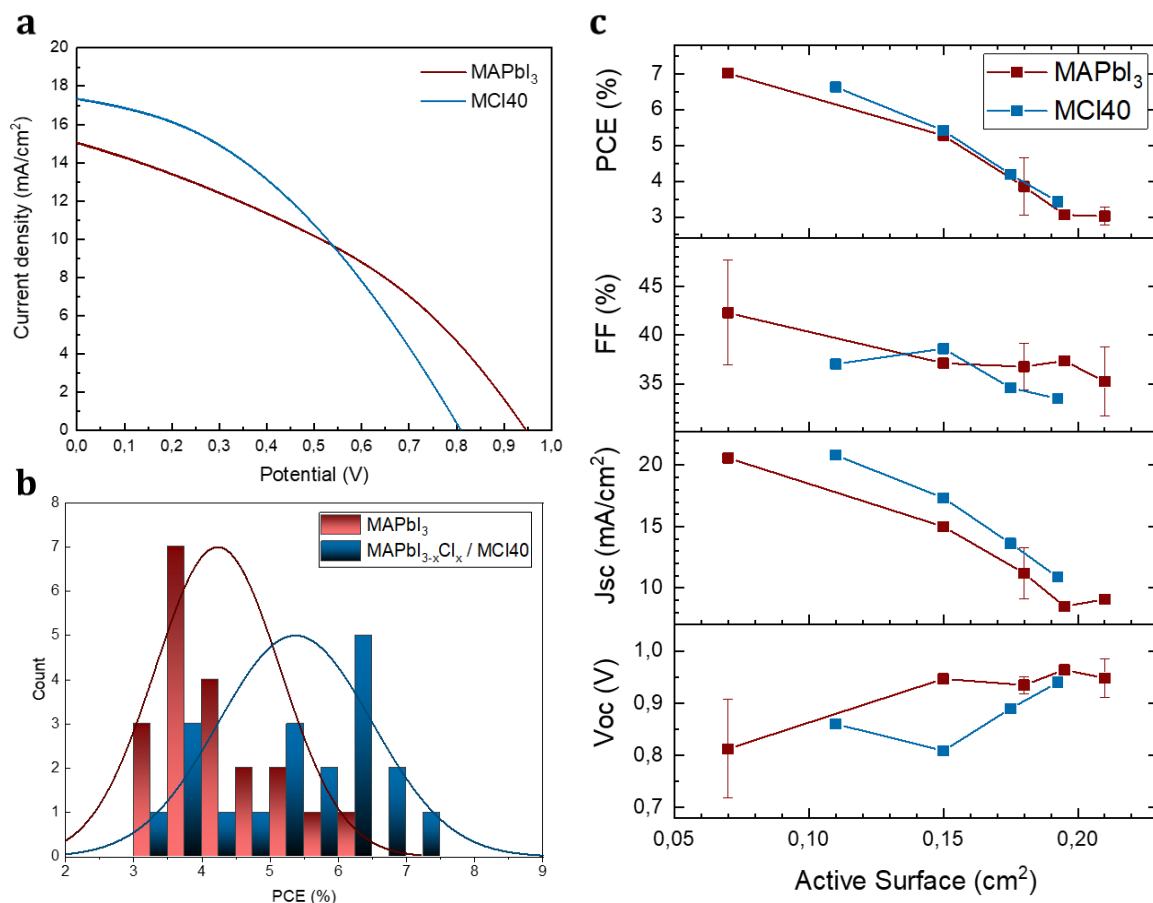 a
20
18
16
14
12
10
8
6
4
2
0
Current density (mA/cm²)
MAPbI₃
MCl40
0,0 0,1 0,2 0,3 0,4 0,5 0,6 0,7 0,8 0,9 1,0
Potential (V)
b
8
7
6
5
4
3
2
1
0
Count
MAPbI₃
MAPbI₃₋ₓClₓ / MCl40
2 3 4 5 6 7 8 9
PCE (%)
c
MAPbI₃
MCl40
7
6
5
4
3
PCE (%)
45
40
35
FF (%)
20
15
10
Jsc (mA/cm²)
1,0
0,9
0,8
0,7
Voc (V)
0,05 0,10 0,15 0,20
Active Surface (cm²)